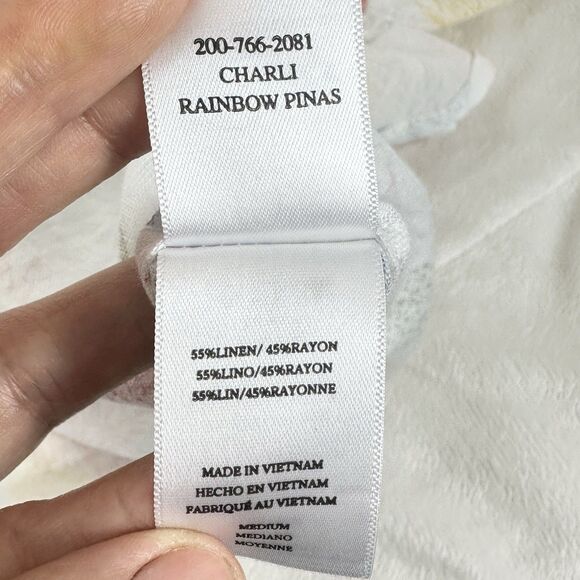 200-766-2081
CHARLI
RAINBOW PINAS
55%LINEN/ 45%RAYON
55%LINO/45%RAYON
55%LIN/45%RAYONNE
MADE IN VIETNAM
HECHO EN VIETNAM
FABRIQUÉ AU VIETNAM
MEDIUM
MEDIANO
MOYENNE